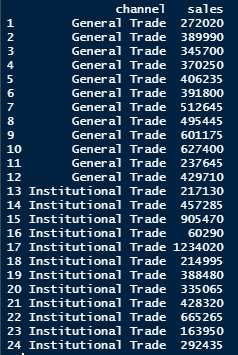 channel sales
1 General Trade 272020
2 General Trade 389990
3 General Trade 345700
4 General Trade 370250
5 General Trade 406235
6 General Trade 391800
7 General Trade 512645
8 General Trade 495445
9 General Trade 601175
10 General Trade 627400
11 General Trade 237645
12 General Trade 429710
13 Institutional Trade 217130
14 Institutional Trade 457285
15 Institutional Trade 905470
16 Institutional Trade 60290
17 Institutional Trade 1234020
18 Institutional Trade 214995
19 Institutional Trade 388480
20 Institutional Trade 335065
21 Institutional Trade 428320
22 Institutional Trade 665265
23 Institutional Trade 163950
24 Institutional Trade 292435